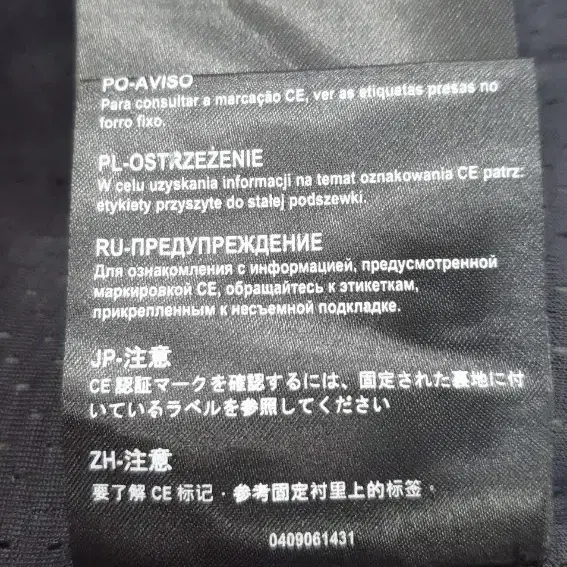 PO-AVISO
Para consultar a marcação CE, ver as etiquetas presas no
forro fixo.
PL-OSTRZEŻENIE
W celu uzyskania informacji na temat oznakowania CE patrz:
etykiety przyszyte do stałej podszewki.
RU-ПРЕДУПРЕЖДЕНИЕ
Для ознакомления с информацией, предусмотренной
маркировкой CE, обращайтесь к этикеткам,
прикрепленным к несъемной подкладке.
JP-注意
CE 認証マークを確認するには、固定された裏地に付
いているラベルを参照してください
ZH-注意
要了解 CE 标记，参考固定衬里上的标签。
0409061431